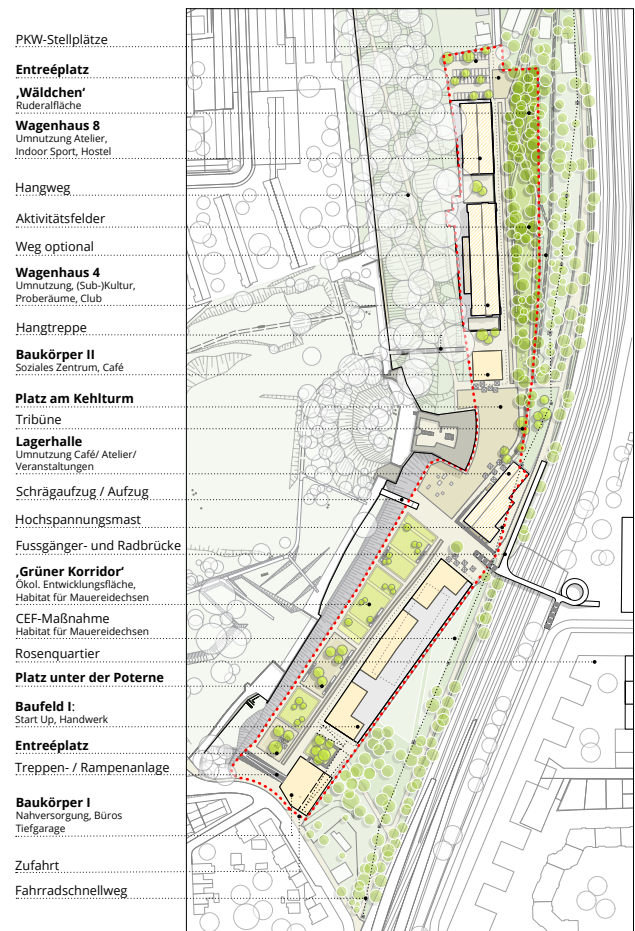 PKW-Stellplätze
Entreéplatz
‚Wäldchen‘
Ruderalfläche
Wagenhaus 8
Umnutzung Atelier,
Indoor Sport, Hostel
Hangweg
Aktivitätsfelder
Weg optional
Wagenhaus 4
Umnutzung, (Sub-)Kultur,
Proberäume, Club
Hangtreppe
Baukörper II
Soziales Zentrum, Café
Platz am Kehlturm
Tribüne
Lagerhalle
Umnutzung Café/ Atelier/
Veranstaltungen
Schrägaufzug / Aufzug
Hochspannungsmast
Fussgänger- und Radbrücke
‚Grüner Korridor‘
Ökol. Entwicklungsfläche,
Habitat für Mauereidechsen
CEF-Maßnahme
Habitat für Mauereidechsen
Rosenquartier
Platz unter der Poterne
Baufeld I:
Start Up, Handwerk
Entreéplatz
Treppen- / Rampenanlage
Baukörper I
Nahversorgung, Büros
Tiefgarage
Zufahrt
Fahrradschnellweg